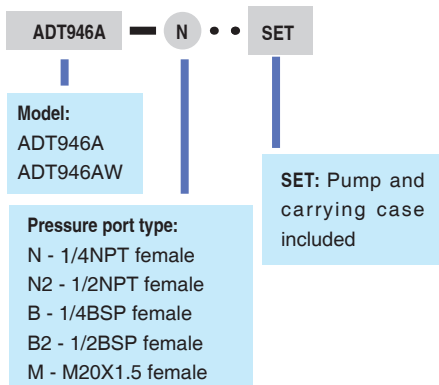 ADT946A — N • • SET
Model:
ADT946A
ADT946AW
SET: Pump and
carrying case
included
Pressure port type:
N - 1/4NPT female
N2 - 1/2NPT female
B - 1/4BSP female
B2 - 1/2BSP female
M - M20X1.5 female